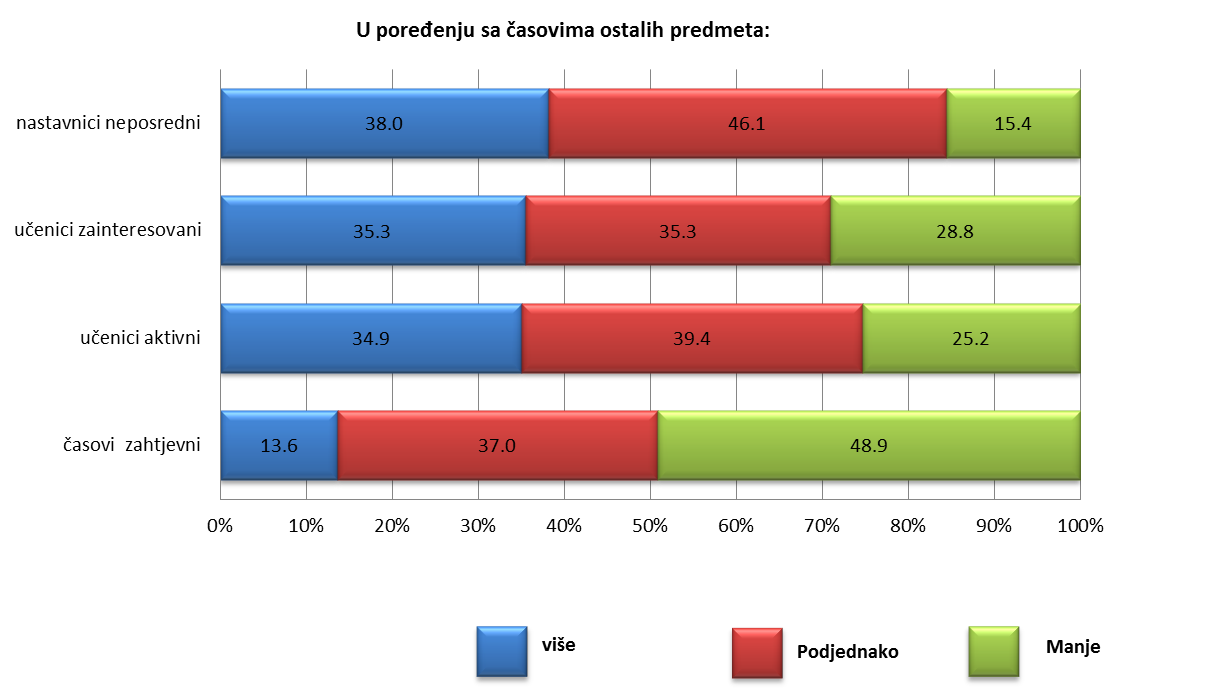 U poređenju sa časovima ostalih predmeta:
nastavnici neposredni
38.0 46.1 15.4
učenici zainteresovani
35.3 35.3 28.8
učenici aktivni
34.9 39.4 25.2
časovi zahtjevni
13.6 37.0 48.9
0% 10% 20% 30% 40% 50% 60% 70% 80% 90% 100%
više Podjednako Manje